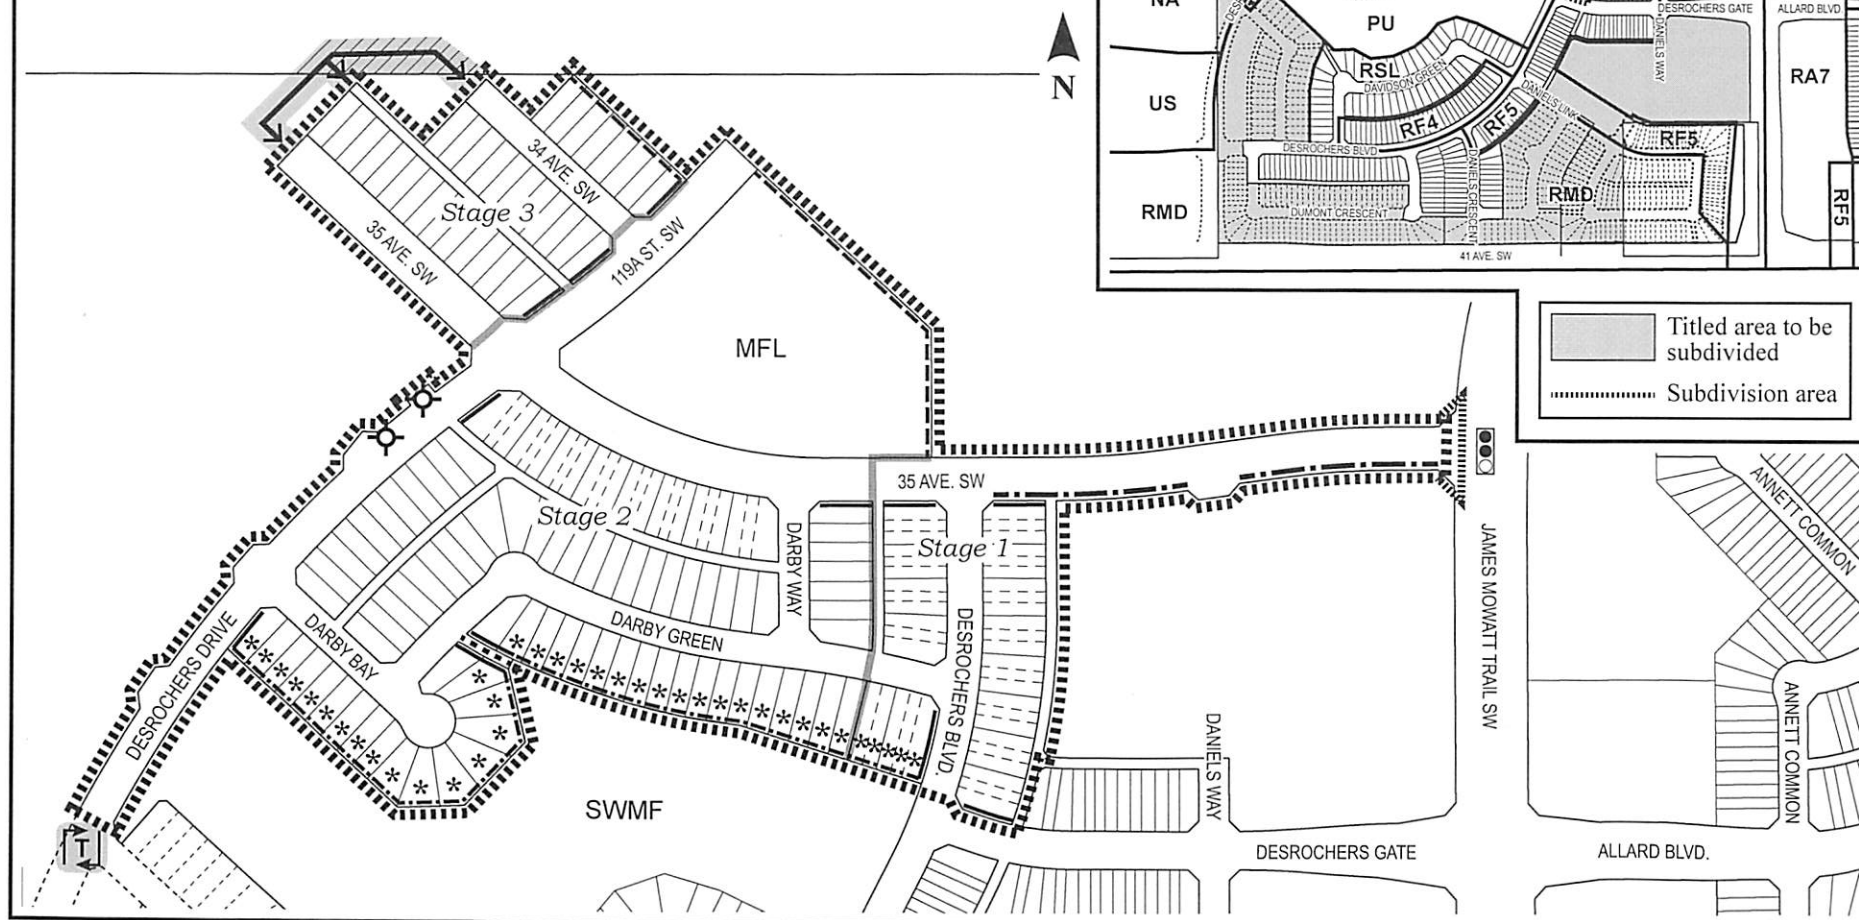 NA
PU
DESROCHERS GATE
ALLARD BLVD.
DANIELS WAY
RSL
DAVIDSON GREEN
RA7
US
RF4
RF5
DANIELS LINK
RF5
DESROCHERS BLVD
DANIELS CRESCENT
RMD
RMD
DUMONT CRESCENT
RF5
41 AVE. SW
N
Titled area to be
subdivided
Subdivision area
34 AVE. SW
Stage 3
35 AVE. SW
119A ST. SW
MFL
35 AVE. SW
Stage 2
Stage 1
DARBY WAY
DARBY GREEN
DARBY BAY
DESROCHERS DRIVE
DESROCHERS BLVD.
JAMES MOWATT TRAIL SW
ANNETT COMMON
ANNETT COMMON
DANIELS WAY
SWMF
T
DESROCHERS GATE
ALLARD BLVD.